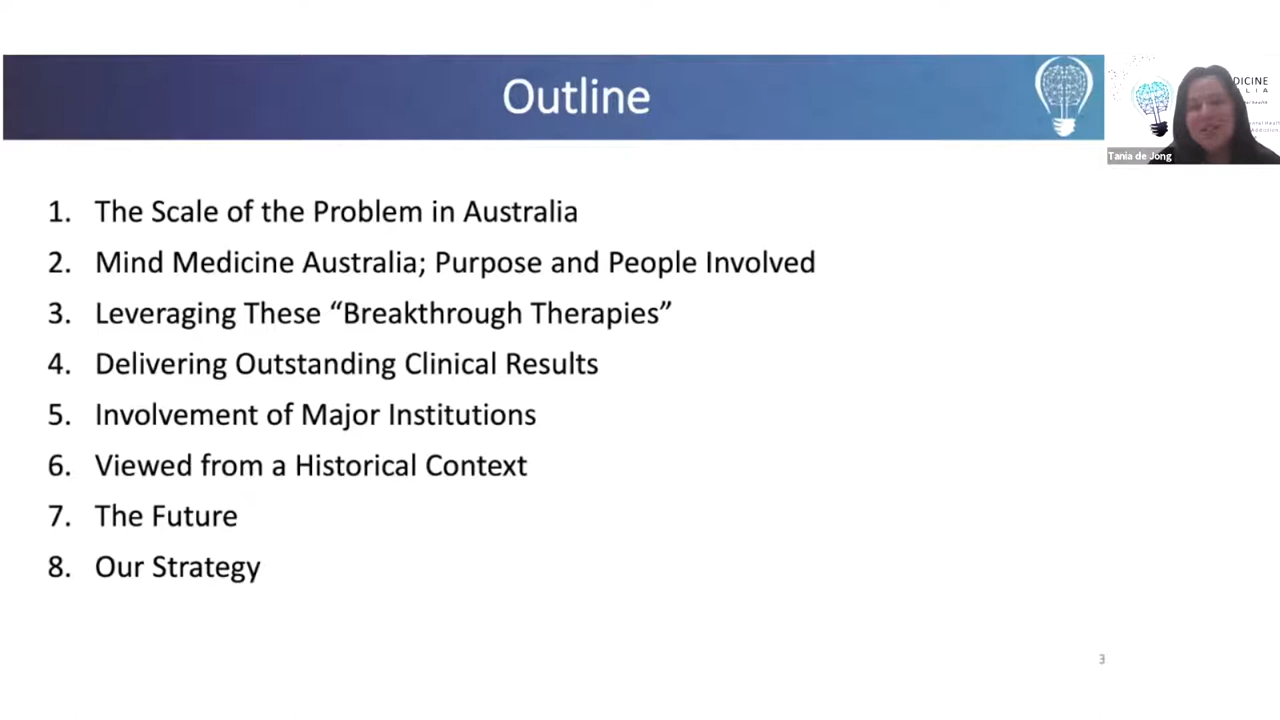 Outline
1. The Scale of the Problem in Australia
2. Mind Medicine Australia; Purpose and People Involved
3. Leveraging These “Breakthrough Therapies”
4. Delivering Outstanding Clinical Results
5. Involvement of Major Institutions
6. Viewed from a Historical Context
7. The Future
8. Our Strategy
3
DICINE
LIA
Tania de Jong